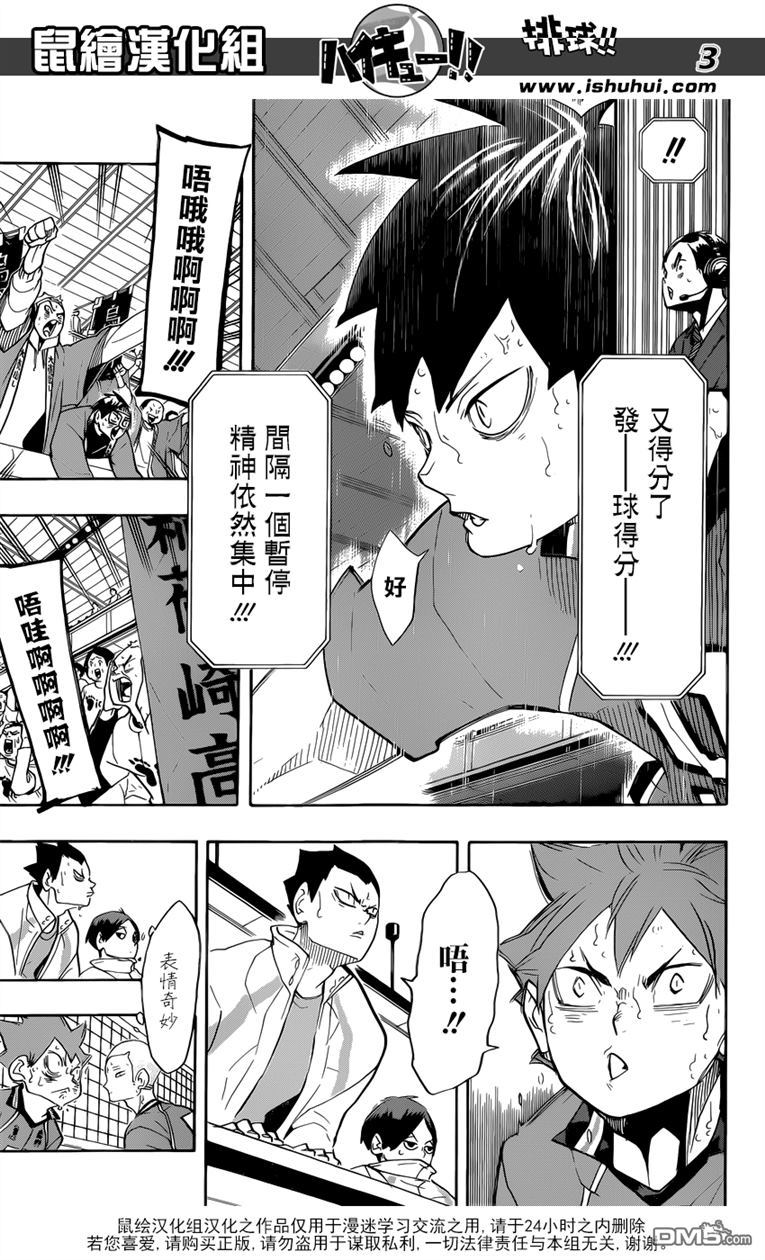 鼠繪漢化組
ハイキュー!!
排球!!
3
www.ishuhui.com
!!
又得分了
發——球得分——!!!
間隔一個暫停
精神依然集中!!!
好
唔哦哦啊啊啊!!!
大
烏
稲荷崎高
唔哇啊啊啊啊!!!
唔…!!
表情奇妙
鼠绘汉化组汉化之作品仅用于漫迷学习交流之用,请于24小时之内删除
若您喜爱,请购买正版,请勿盗用于谋取私利,一切法律责任与本组无关,谢谢!
DM5.com